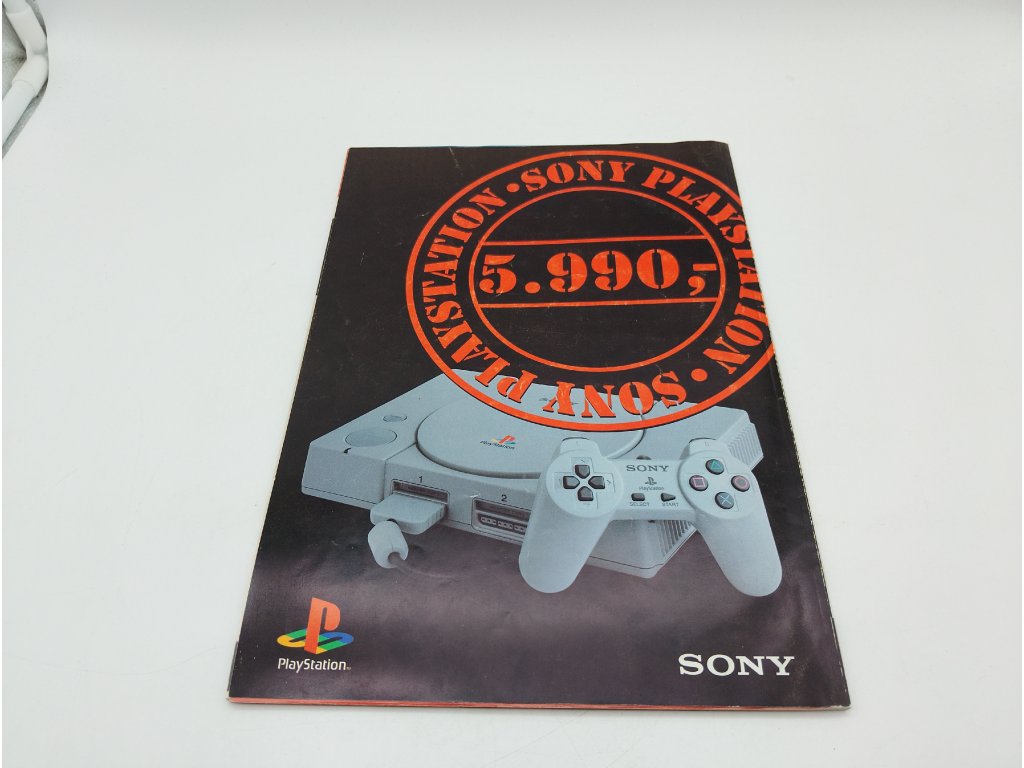 SONY PLAYSTATION • SONY PLAYSTATION •
5.990,-
PlayStation
1
2
SONY
PlayStation
SELECT START
PlayStation
SONY